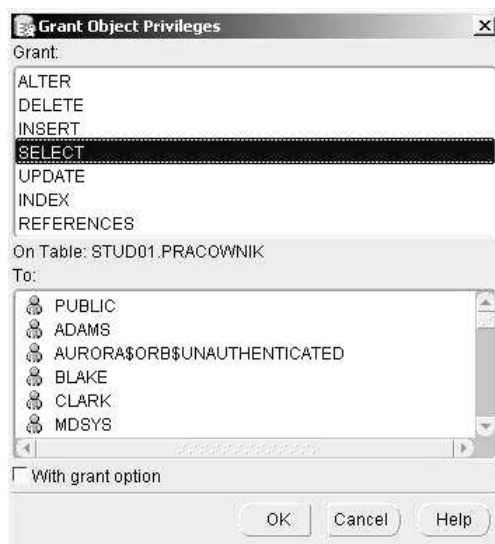 Grant Object Privileges
Grant:
ALTER
DELETE
INSERT
SELECT
UPDATE
INDEX
REFERENCES
On Table: STUD01.PRACOWNIK
To:
PUBLIC
ADAMS
AURORA$ORB$UNAUTHENTICATED
BLAKE
CLARK
MDSYS
With grant option
OK Cancel Help